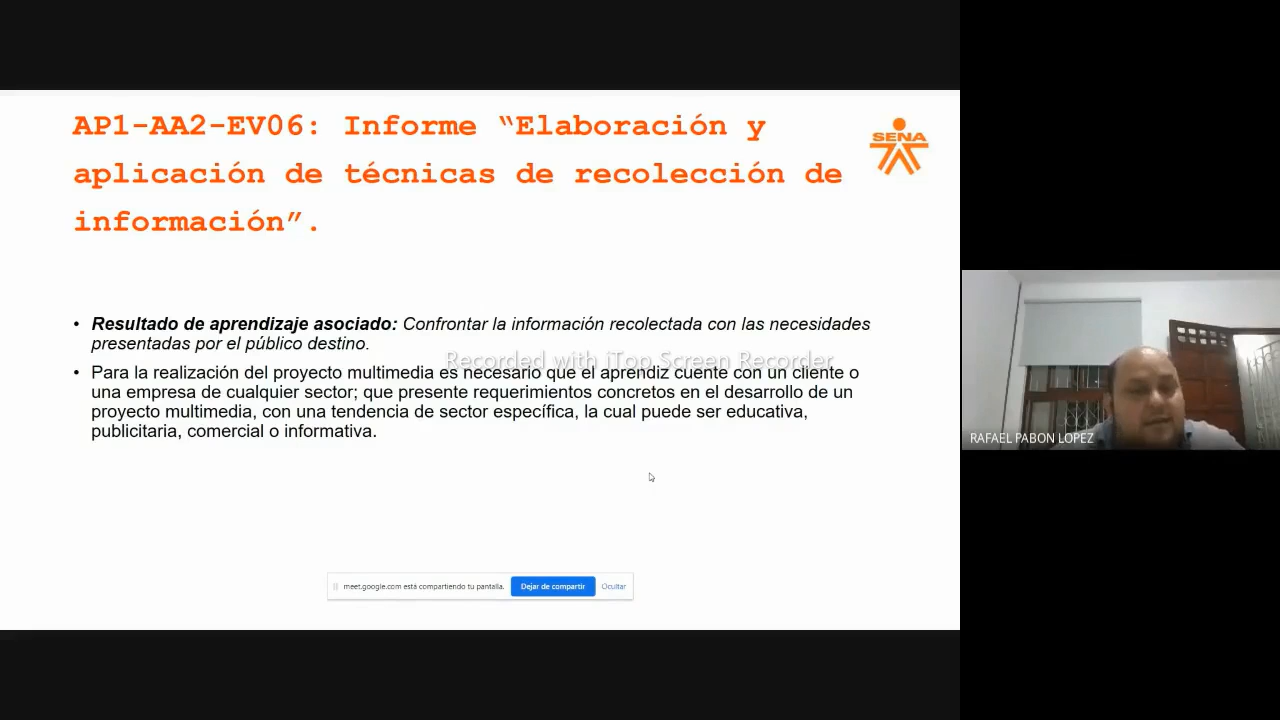 AP1-AA2-EV06: Informe “Elaboración y
aplicación de técnicas de recolección de
información”.
SENA
• Resultado de aprendizaje asociado: Confrontar la información recolectada con las necesidades
presentadas por el público destino.
Recorded with iTop Screen Recorder
• Para la realización del proyecto multimedia es necesario que el aprendiz cuente con un cliente o
una empresa de cualquier sector; que presente requerimientos concretos en el desarrollo de un
proyecto multimedia, con una tendencia de sector específica, la cual puede ser educativa,
publicitaria, comercial o informativa.
RAFAEL PABON LOPEZ
meet.google.com está compartiendo tu pantalla.
Dejar de compartir
Ocultar